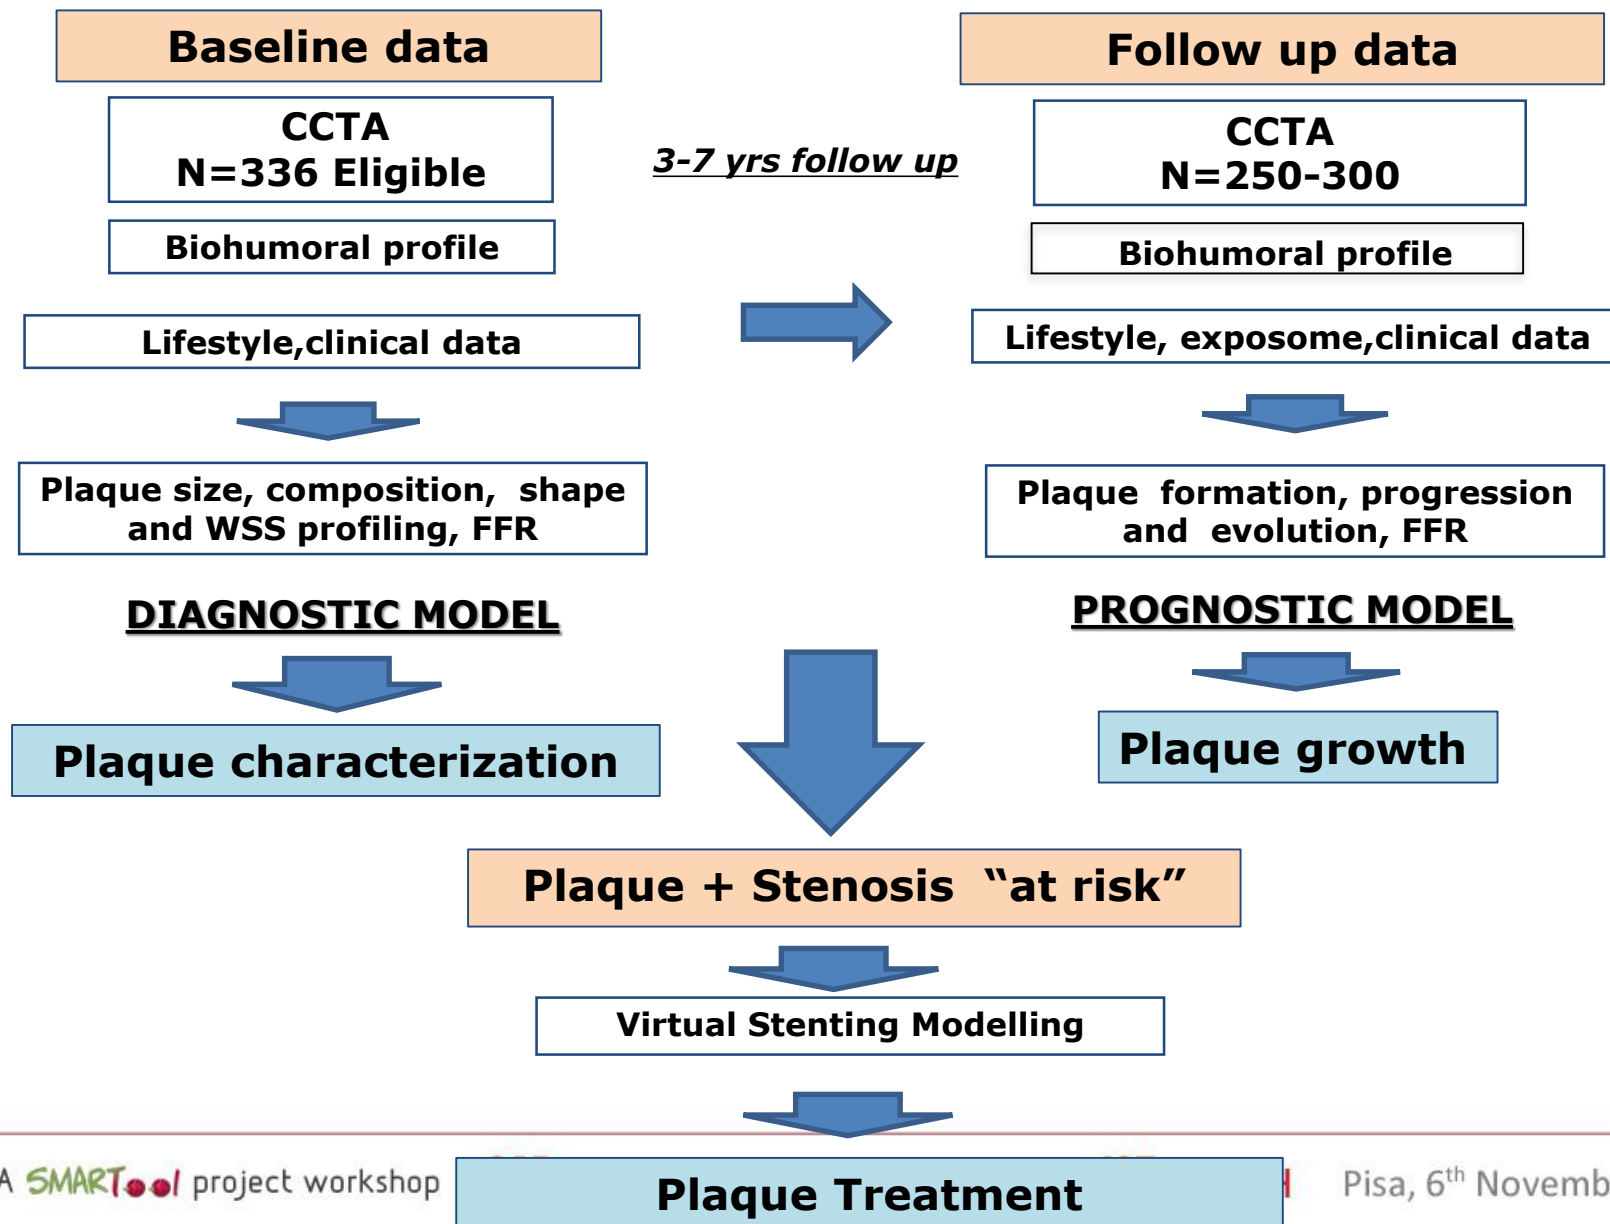 Baseline data
CCTA
N=336 Eligible
Biohumoral profile
Lifestyle,clinical data
Plaque size, composition, shape
and WSS profiling, FFR
DIAGNOSTIC MODEL
Plaque characterization
3-7 yrs follow up
Follow up data
CCTA
N=250-300
Biohumoral profile
Lifestyle, exposome,clinical data
Plaque formation, progression
and evolution, FFR
PROGNOSTIC MODEL
Plaque growth
Plaque + Stenosis “at risk”
Virtual Stenting Modelling
Plaque Treatment
A SMARTool project workshop
Pisa, 6th Novemb